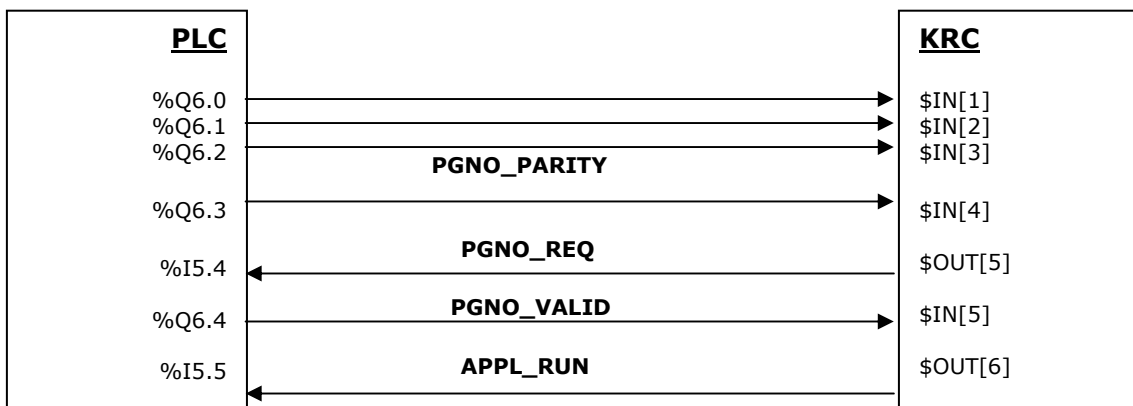 PLC KRC
%Q6.0 $IN[1]
%Q6.1 $IN[2]
%Q6.2 $IN[3]
PGNO_PARITY
%Q6.3 $IN[4]
PGNO_REQ
%I5.4 $OUT[5]
PGNO_VALID
%Q6.4 $IN[5]
%I5.5 APPL_RUN $OUT[6]